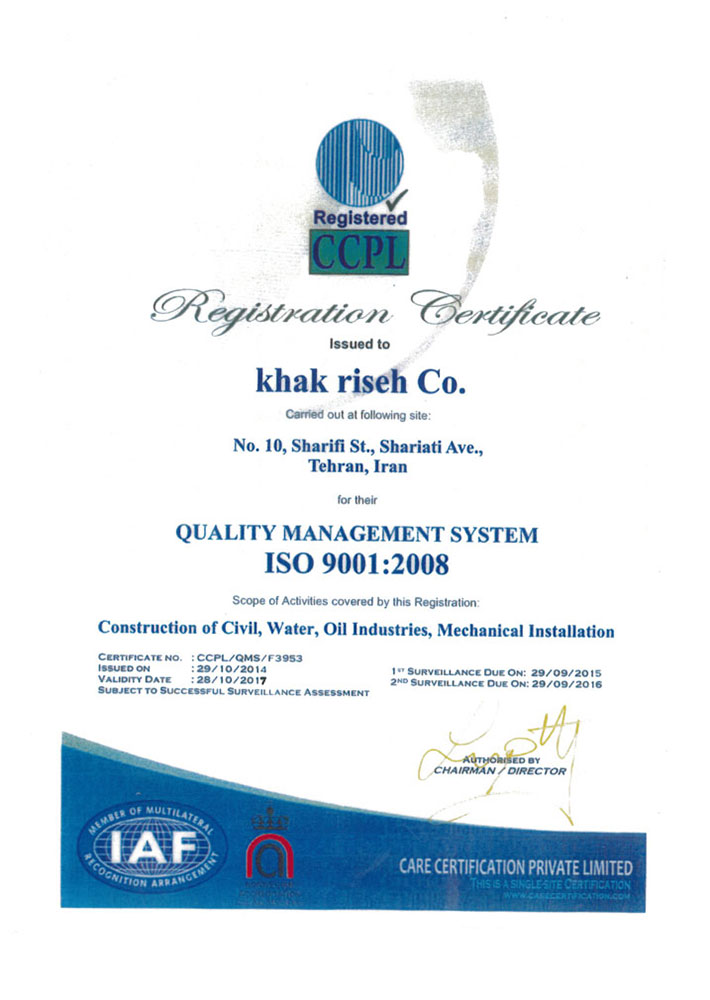 Registered
CCPL
Registration Certificate
Issued to
khak riseh Co.
Carried out at following site:
No. 10, Sharifi St., Shariati Ave.,
Tehran, Iran
for their
QUALITY MANAGEMENT SYSTEM
ISO 9001:2008
Scope of Activities covered by this Registration:
Construction of Civil, Water, Oil Industries, Mechanical Installation
CERTIFICATE NO. : CCPL/QMS/F3953
ISSUED ON : 29/10/2014
VALIDITY DATE : 28/10/2017
SUBJECT TO SUCCESSFUL SURVEILLANCE ASSESSMENT
1ST SURVEILLANCE DUE ON: 29/09/2015
2ND SURVEILLANCE DUE ON: 29/09/2016
AUTHORISED BY
CHAIRMAN / DIRECTOR
MEMBER OF MULTILATERAL
IAF
RECOGNITION ARRANGEMENT
CARE CERTIFICATION PRIVATE LIMITED
THIS IS A SINGLE-SITE CERTIFICATION
WWW.CARECERTIFICATION.COM